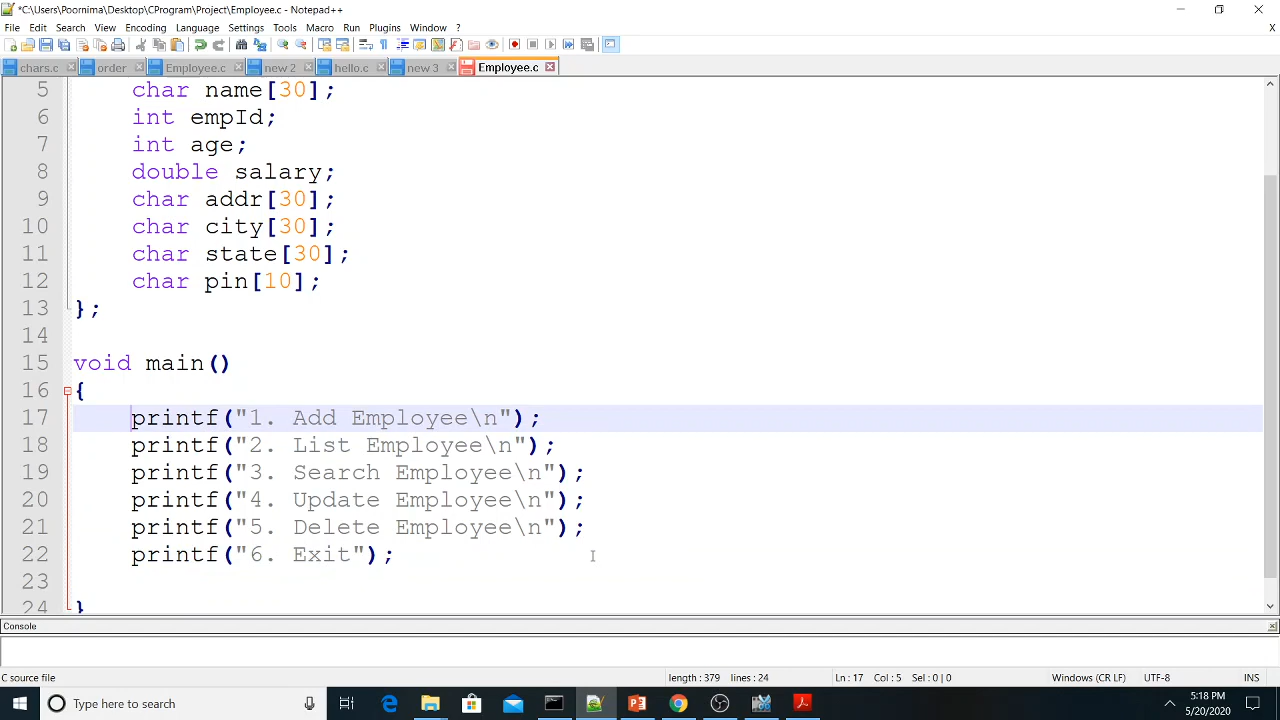 *C:\Users\Poornima\Desktop\CProgram\Project\Employee.c - Notepad++
File Edit Search View Encoding Language Settings Tools Macro Run Plugins Window ? X
chars.c order Employee.c new 2 hello.c new 3 Employee.c
5 char name[30];
6 int empId;
7 int age;
8 double salary;
9 char addr[30];
10 char city[30];
11 char state[30];
12 char pin[10];
13 };
14
15 void main()
16 {
17 printf("1. Add Employee\n");
18 printf("2. List Employee\n");
19 printf("3. Search Employee\n");
20 printf("4. Update Employee\n");
21 printf("5. Delete Employee\n");
22 printf("6. Exit");
23
24 }
Console
C source file length : 379 lines : 24 Ln : 17 Col : 5 Sel : 0 | 0 Windows (CR LF) UTF-8 INS
Type here to search
5:18 PM
5/20/2020